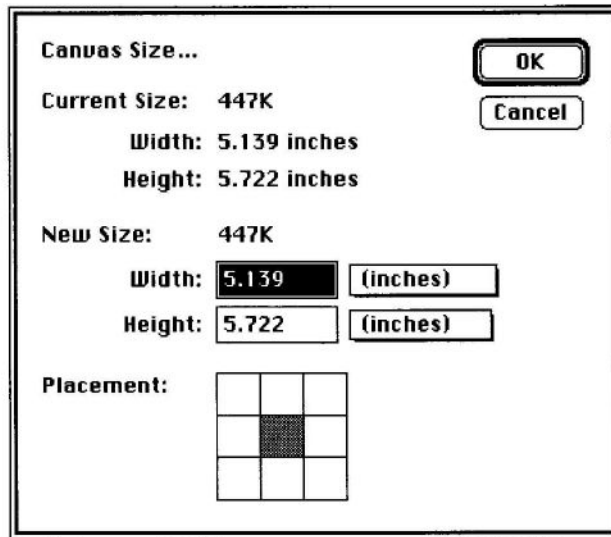 Canvas Size...
OK
Current Size: 447K
Cancel
Width: 5.139 inches
Height: 5.722 inches
New Size: 447K
Width: 5.139 (inches)
Height: 5.722 (inches)
Placement: